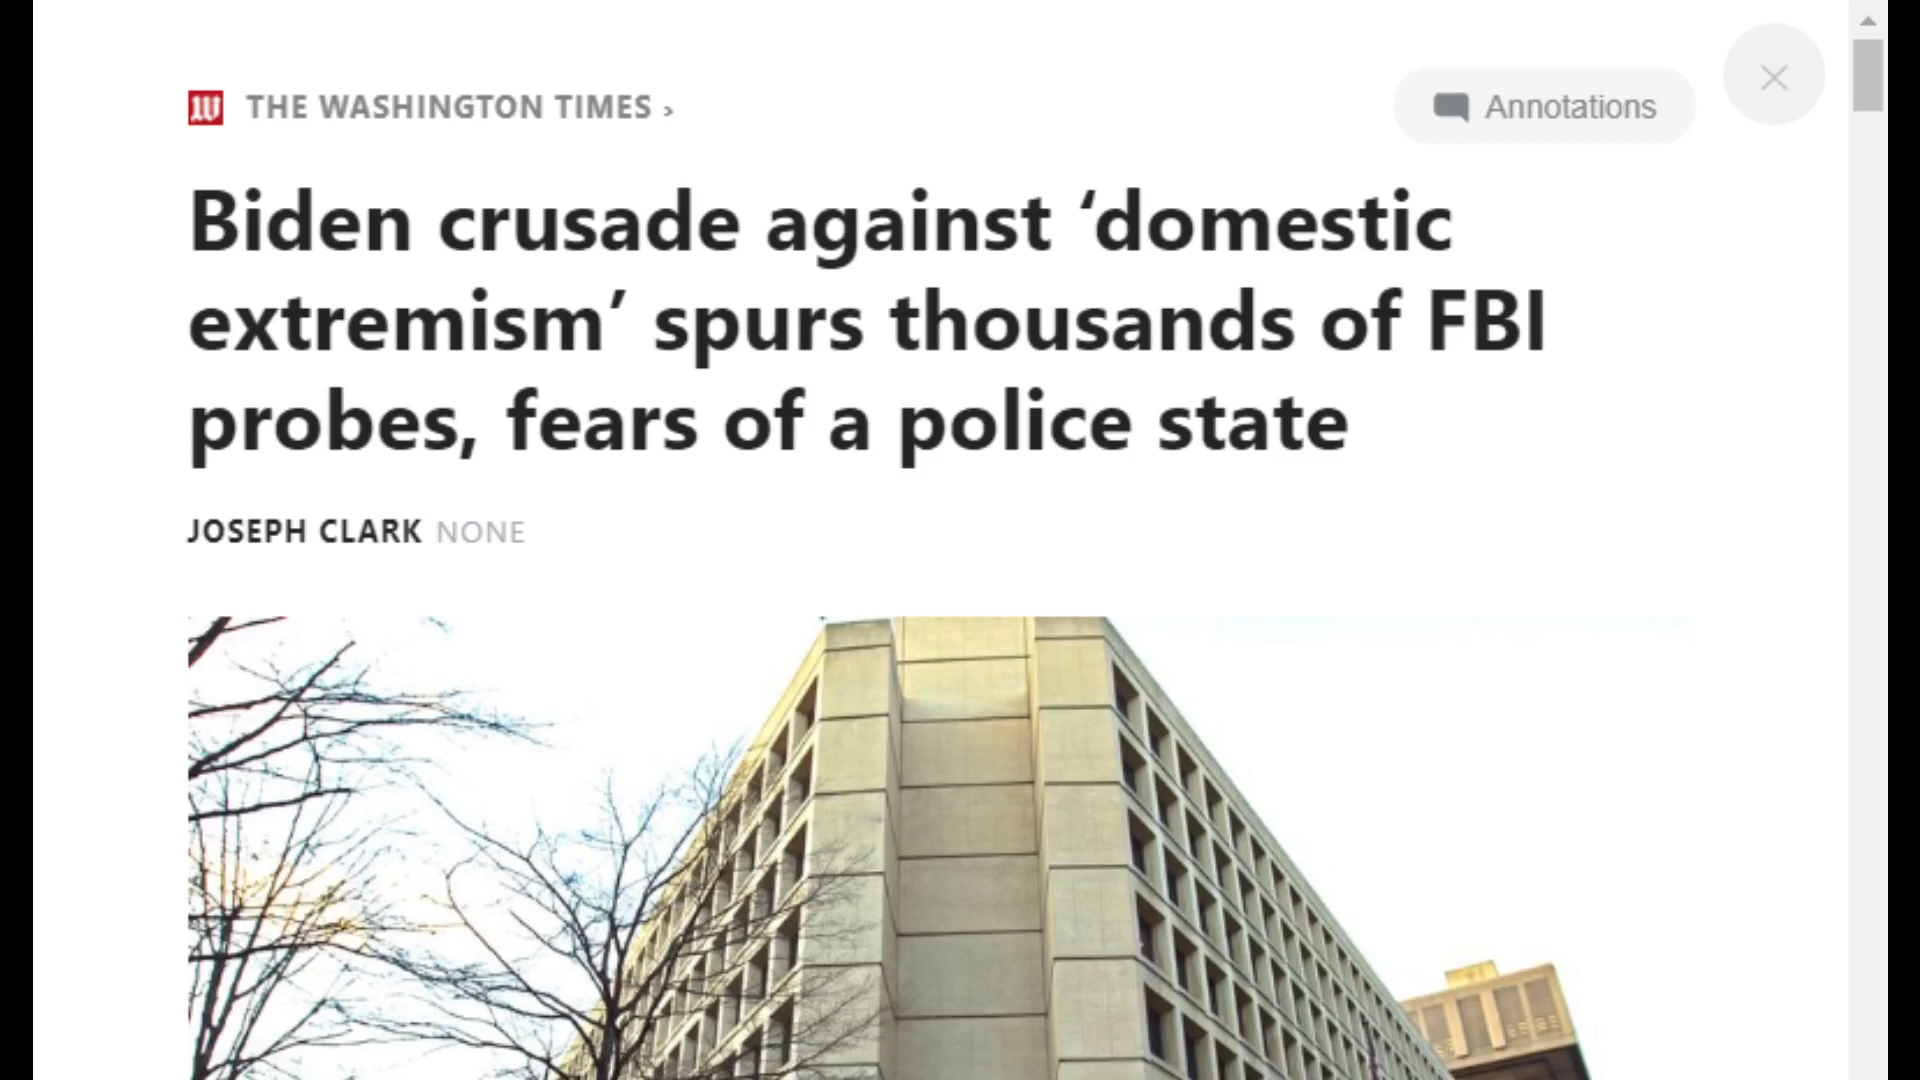 THE WASHINGTON TIMES ›
Annotations
Biden crusade against ‘domestic
extremism’ spurs thousands of FBI
probes, fears of a police state
JOSEPH CLARK NONE